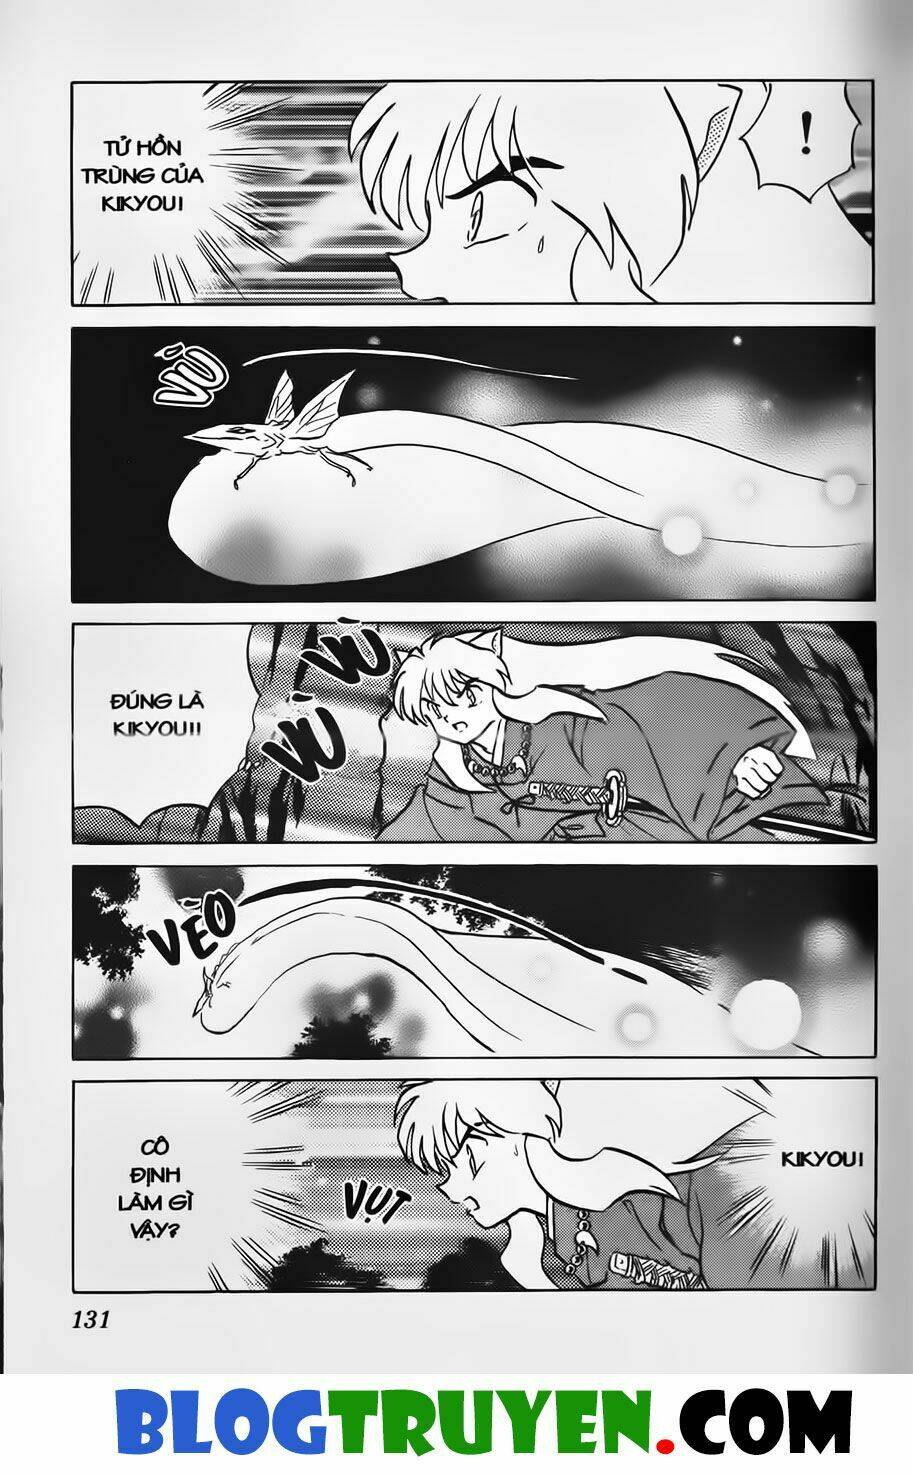 !
TỬ HỒN
TRÙNG CỦA
KIKYOU!
VÙ
VÙ
VÙ
ĐÚNG LÀ
KIKYOU!!
VÈO
KIKYOU!
VỤT
CÔ
ĐỊNH
LÀM GÌ
VẬY?
131
BLOGTRUYEN.COM